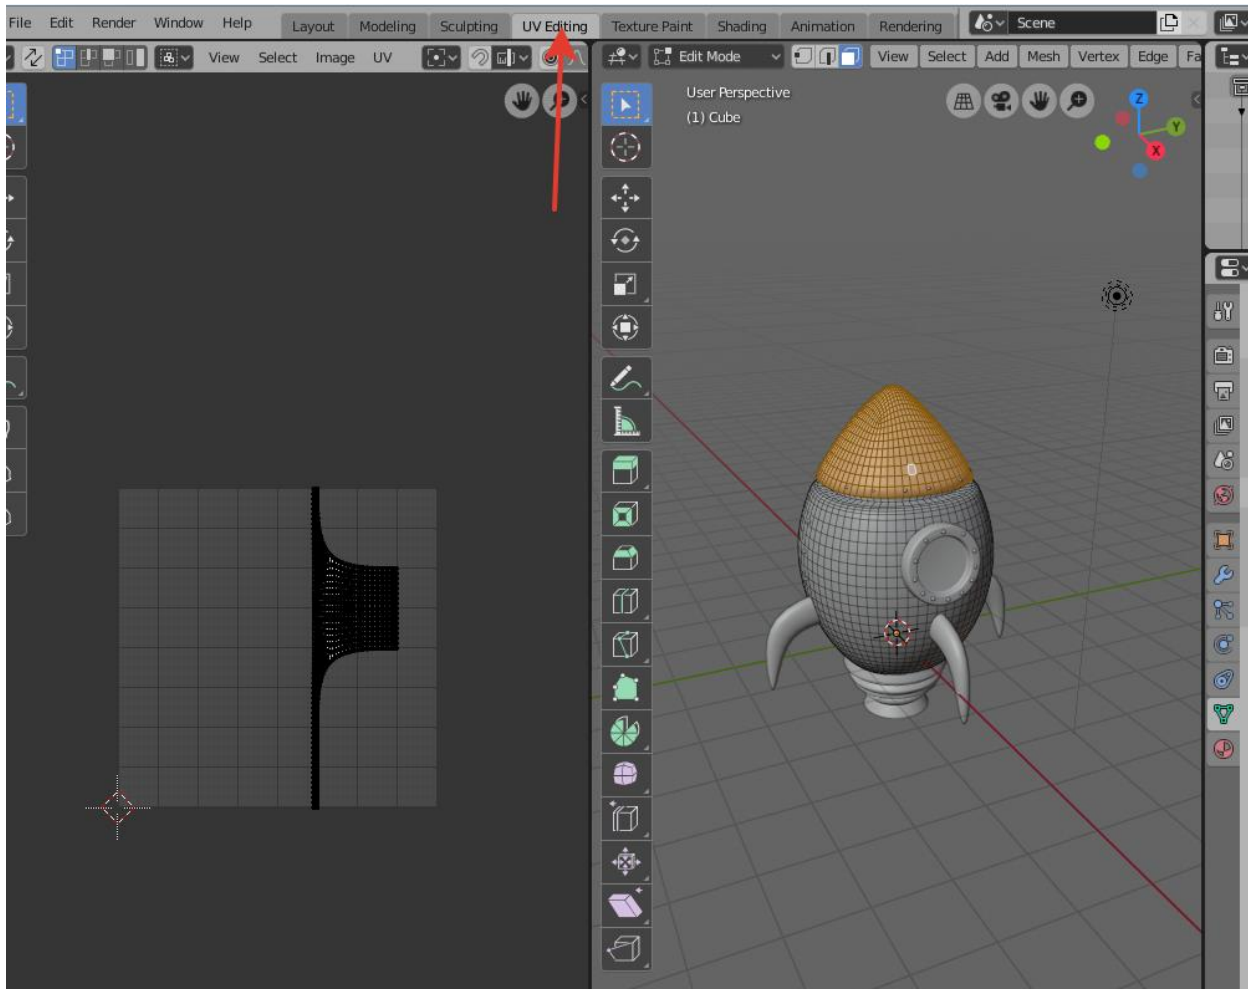 File Edit Render Window Help Layout Modeling Sculpting UV Editing Texture Paint Shading Animation Rendering Scene
View Select Image UV Edit Mode View Select Add Mesh Vertex Edge Fa
User Perspective
(1) Cube
Z
Y
X